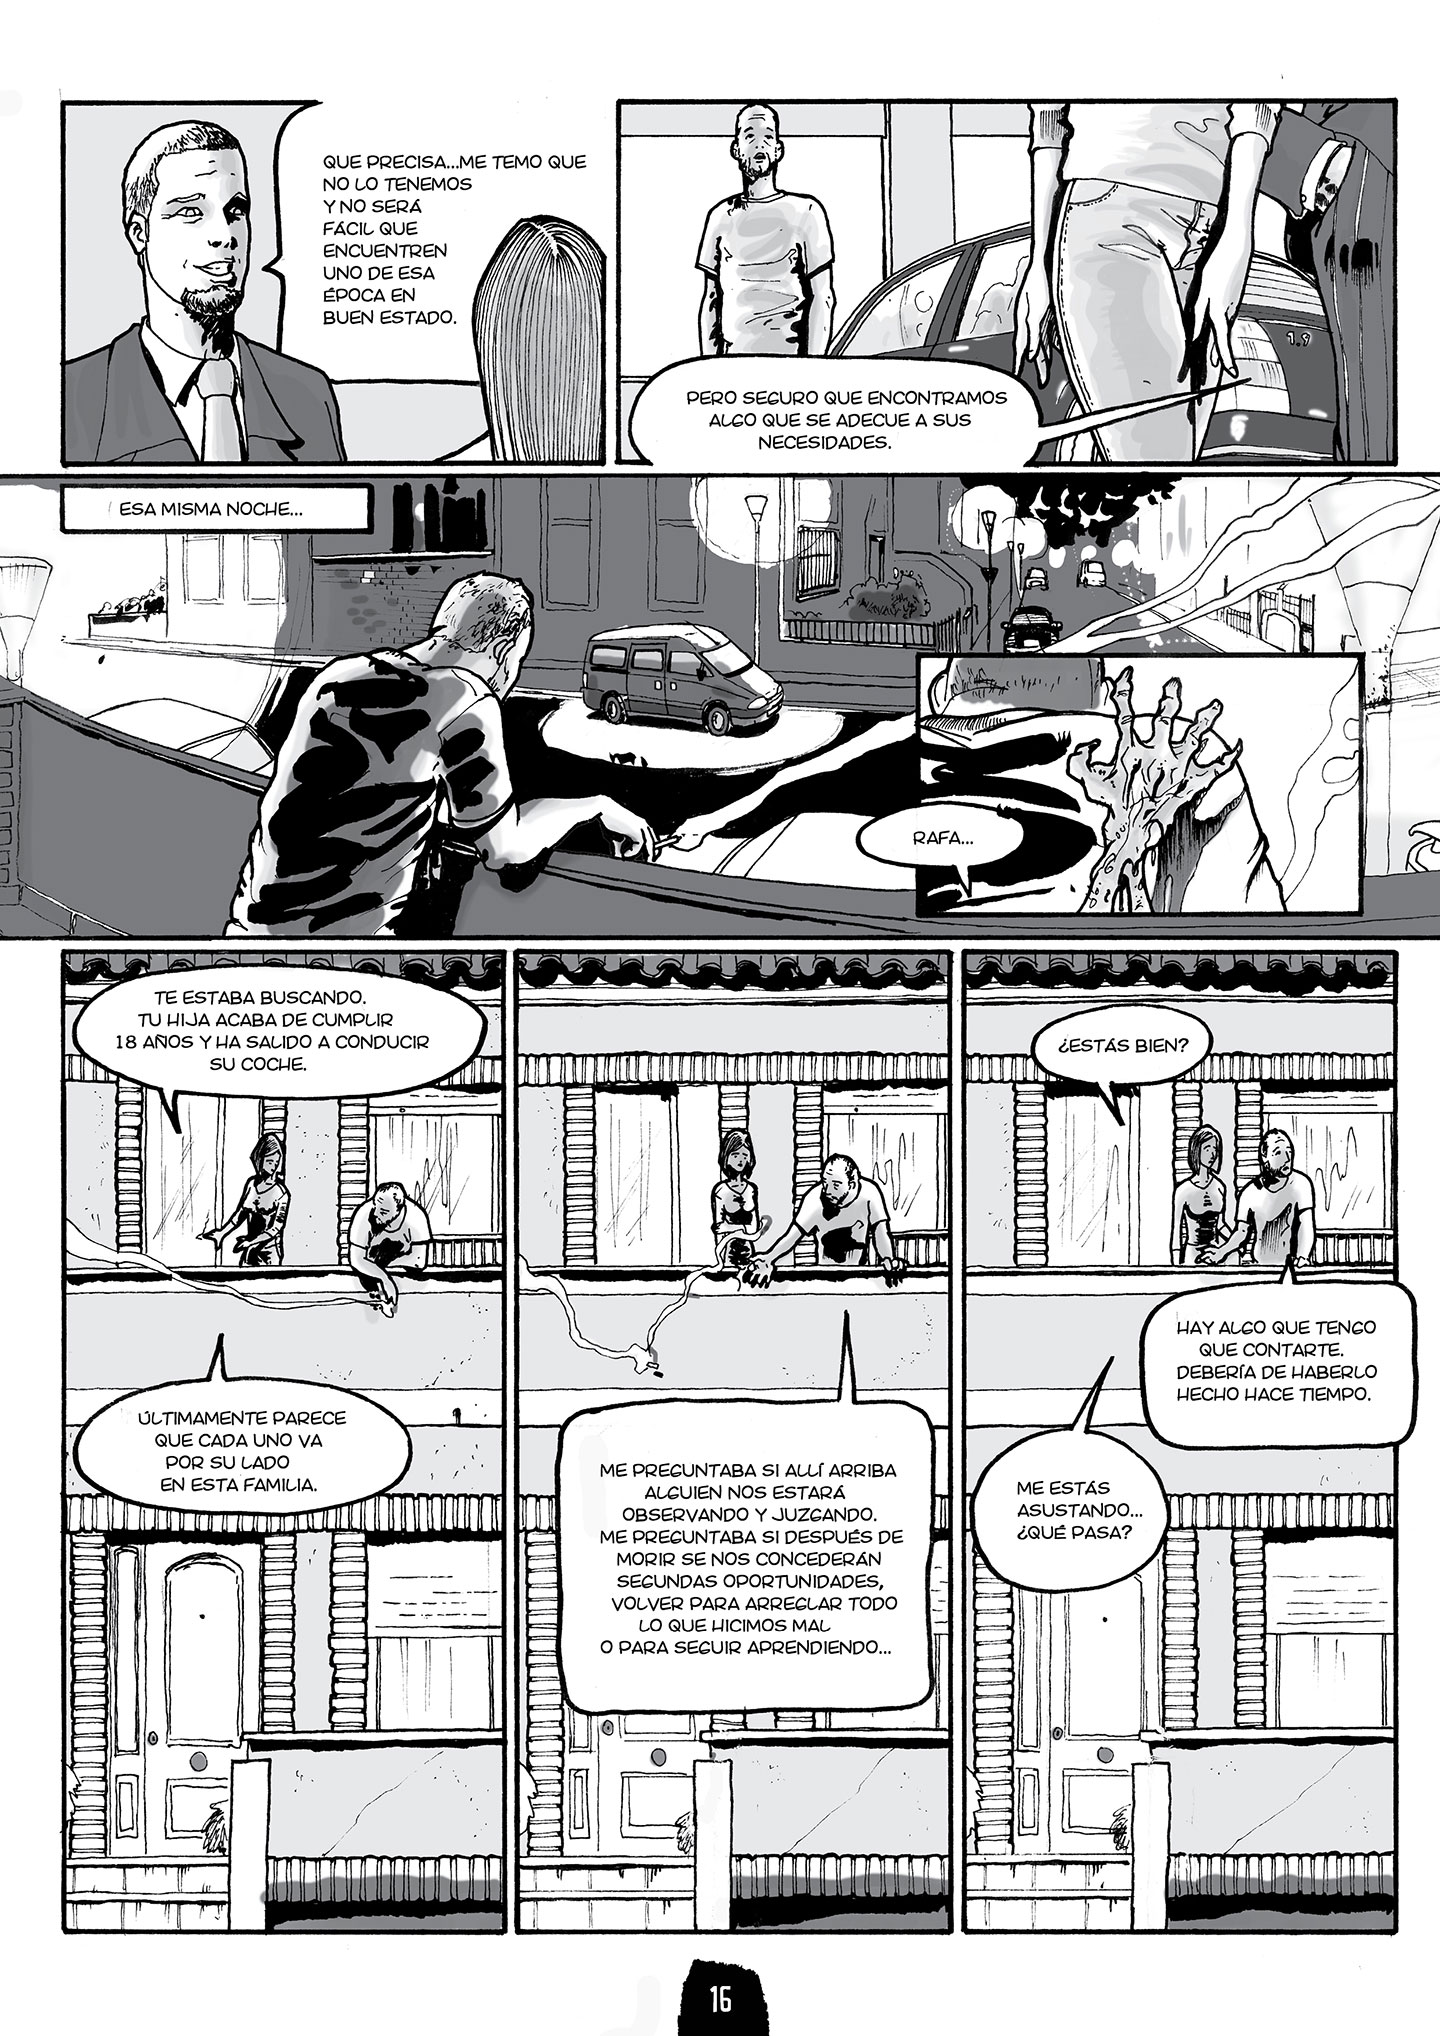 QUE PRECISA...ME TEMO QUE
NO LO TENEMOS
Y NO SERÁ
FÁCIL QUE
ENCUENTREN
UNO DE ESA
ÉPOCA EN
BUEN ESTADO.
1.9
PERO SEGURO QUE ENCONTRAMOS
ALGO QUE SE ADECUE A SUS
NECESIDADES.
ESA MISMA NOCHE...
RAFA...
TE ESTABA BUSCANDO.
TU HIJA ACABA DE CUMPLIR
18 AÑOS Y HA SALIDO A CONDUCIR
SU COCHE.
ÚLTIMAMENTE PARECE
QUE CADA UNO VA
POR SU LADO
EN ESTA FAMILIA.
ME PREGUNTABA SI ALLÍ ARRIBA
ALGUIEN NOS ESTARÁ
OBSERVANDO Y JUZGANDO.
ME PREGUNTABA SI DESPUÉS DE
MORIR SE NOS CONCEDERÁN
SEGUNDAS OPORTUNIDADES,
VOLVER PARA ARREGLAR TODO
LO QUE HICIMOS MAL
O PARA SEGUIR APRENDIENDO...
¿ESTÁS BIEN?
HAY ALGO QUE TENGO
QUE CONTARTE.
DEBERÍA DE HABERLO
HECHO HACE TIEMPO.
ME ESTÁS
ASUSTANDO...
¿QUÉ PASA?
16